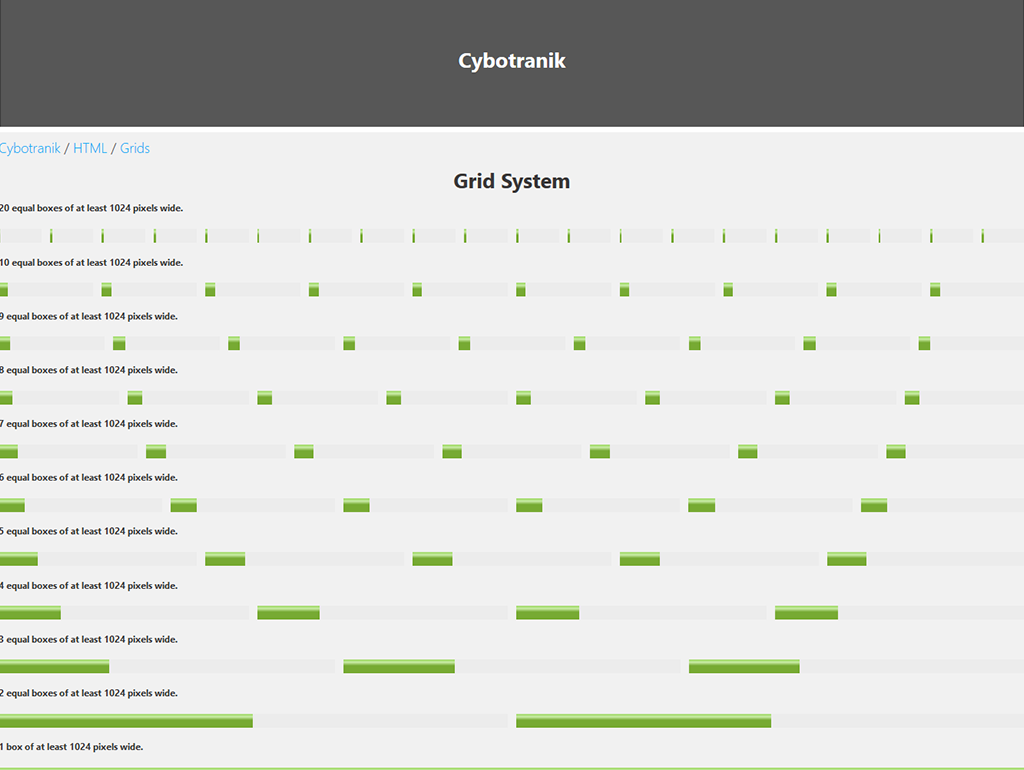 Cybotranik
Cybotranik / HTML / Grids
Grid System
20 equal boxes of at least 1024 pixels wide.
10 equal boxes of at least 1024 pixels wide.
9 equal boxes of at least 1024 pixels wide.
8 equal boxes of at least 1024 pixels wide.
7 equal boxes of at least 1024 pixels wide.
6 equal boxes of at least 1024 pixels wide.
5 equal boxes of at least 1024 pixels wide.
4 equal boxes of at least 1024 pixels wide.
3 equal boxes of at least 1024 pixels wide.
2 equal boxes of at least 1024 pixels wide.
1 box of at least 1024 pixels wide.